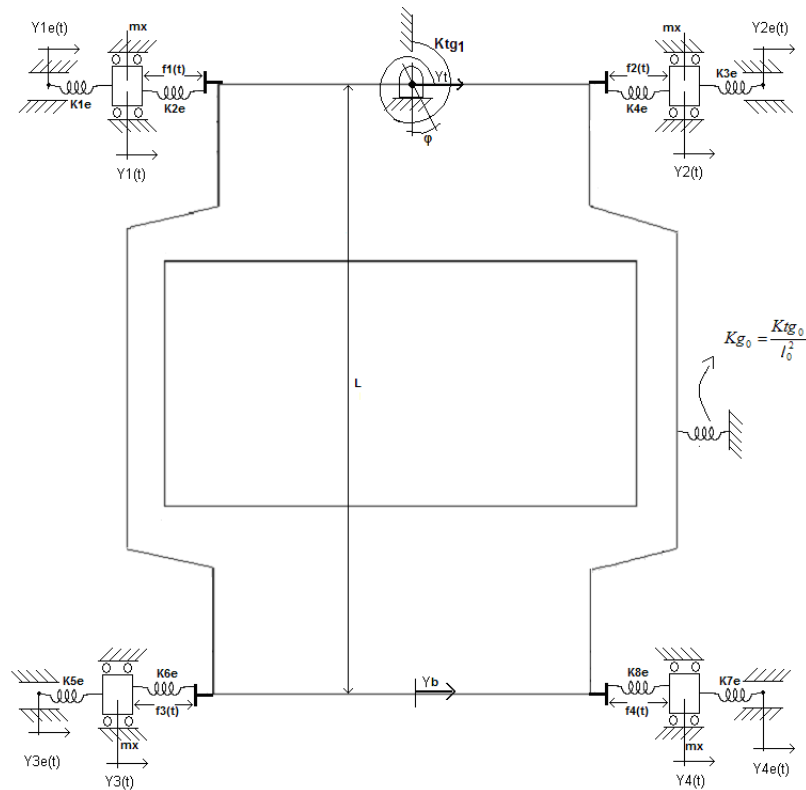 Y1e(t)
mx
Ktg1
mx
Y2e(t)
f1(t)
Yt
f2(t)
K3e
K1e
K2e
K4e
φ
Y1(t)
Y2(t)
Kg₀ = Ktg₀ / l₀²
L
K5e
K6e
Yb
K8e
K7e
f3(t)
f4(t)
mx
mx
Y3e(t)
Y3(t)
Y4(t)
Y4e(t)